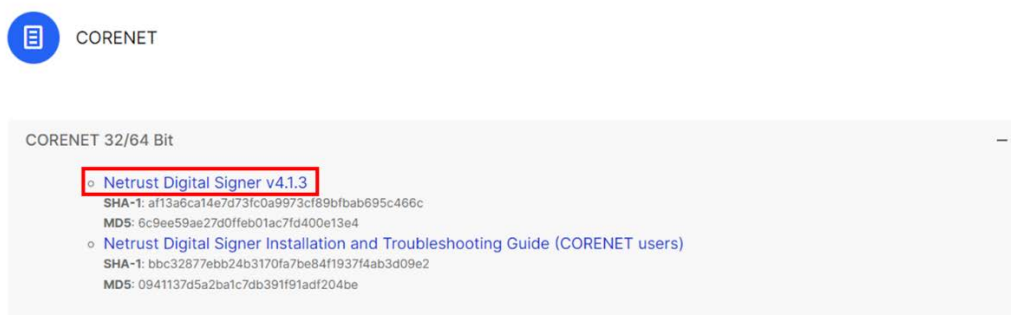 CORENET
CORENET 32/64 Bit
Netrust Digital Signer v4.1.3
SHA-1: af13a6ca14e7d73fc0a9973cf89bfbab695c466c
MD5: 6c9ee59ae27d0ffeb01ac7fd400e13e4
Netrust Digital Signer Installation and Troubleshooting Guide (CORENET users)
SHA-1: bbc32877ebb24b3170fa7be84f1937f4ab3d09e2
MD5: 0941137d5a2ba1c7db391f91adf204be